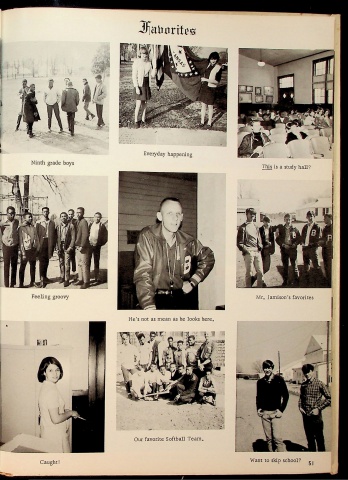 Favorites
Ninth grade boys
Everyday happening
This is a study hall?
Feeling groovy
He's not as mean as he looks here.
Mr. Jamison's favorites
Caught!
Our favorite Softball Team.
Want to skip school?
51